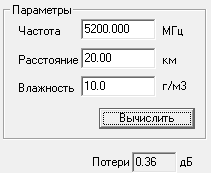 Параметры
Частота 5200.000 МГц
Расстояние 20.00 км
Влажность 10.0 г/м3
Вычислить
Потери 0.36 дБ